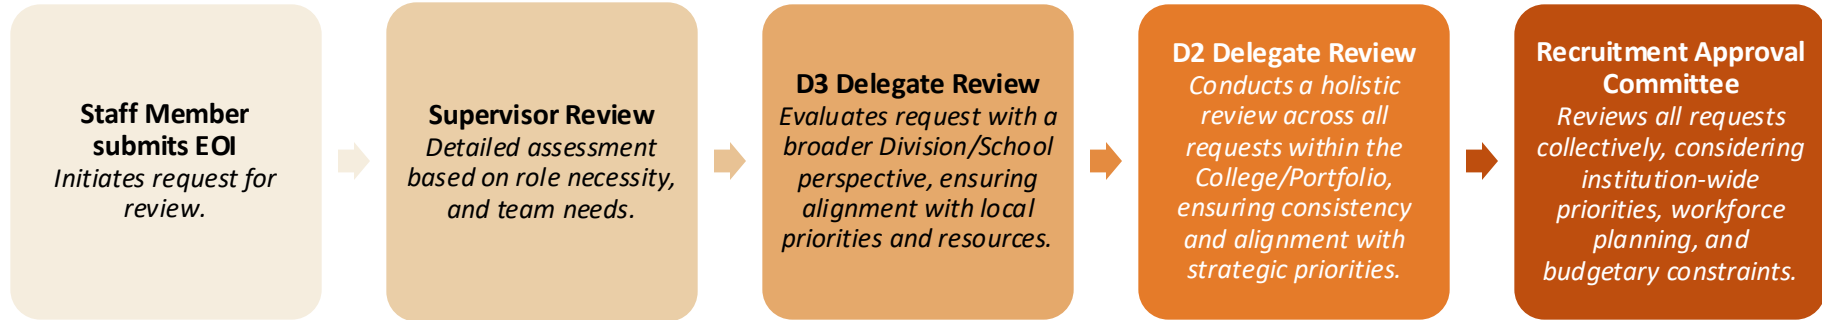 Staff Member
submits EOI
Initiates request for
review.
Supervisor Review
Detailed assessment
based on role necessity,
and team needs.
D3 Delegate Review
Evaluates request with a
broader Division/School
perspective, ensuring
alignment with local
priorities and resources.
D2 Delegate Review
Conducts a holistic
review across all
requests within the
College/Portfolio,
ensuring consistency
and alignment with
strategic priorities.
Recruitment Approval
Committee
Reviews all requests
collectively, considering
institution-wide
priorities, workforce
planning, and
budgetary constraints.